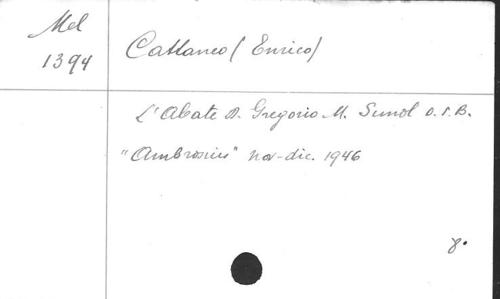 Mel
1394
Cattaneo (Enrico)
L'Abate D. Gregorio M. Sunol O.S.B.
"Ambrosius" nov-dic. 1946
8°